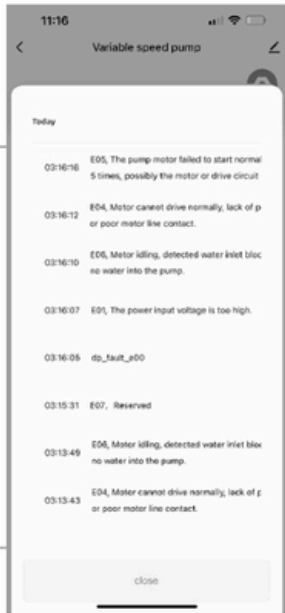 11:16
Variable speed pump
Today
03:16:16
E05, The pump motor failed to start normal
5 times, possibly the motor or drive circuit
03:16:12
E04, Motor cannot drive normally, lack of p
or poor motor line contact.
03:16:10
E06, Motor idling, detected water inlet bloc
no water into the pump.
03:16:07
E01, The power input voltage is too high.
03:16:05
dp_fault_e00
03:15:31
E07, Reserved
03:13:49
E06, Motor idling, detected water inlet bloc
no water into the pump.
03:13:43
E04, Motor cannot drive normally, lack of p
or poor motor line contact.
close